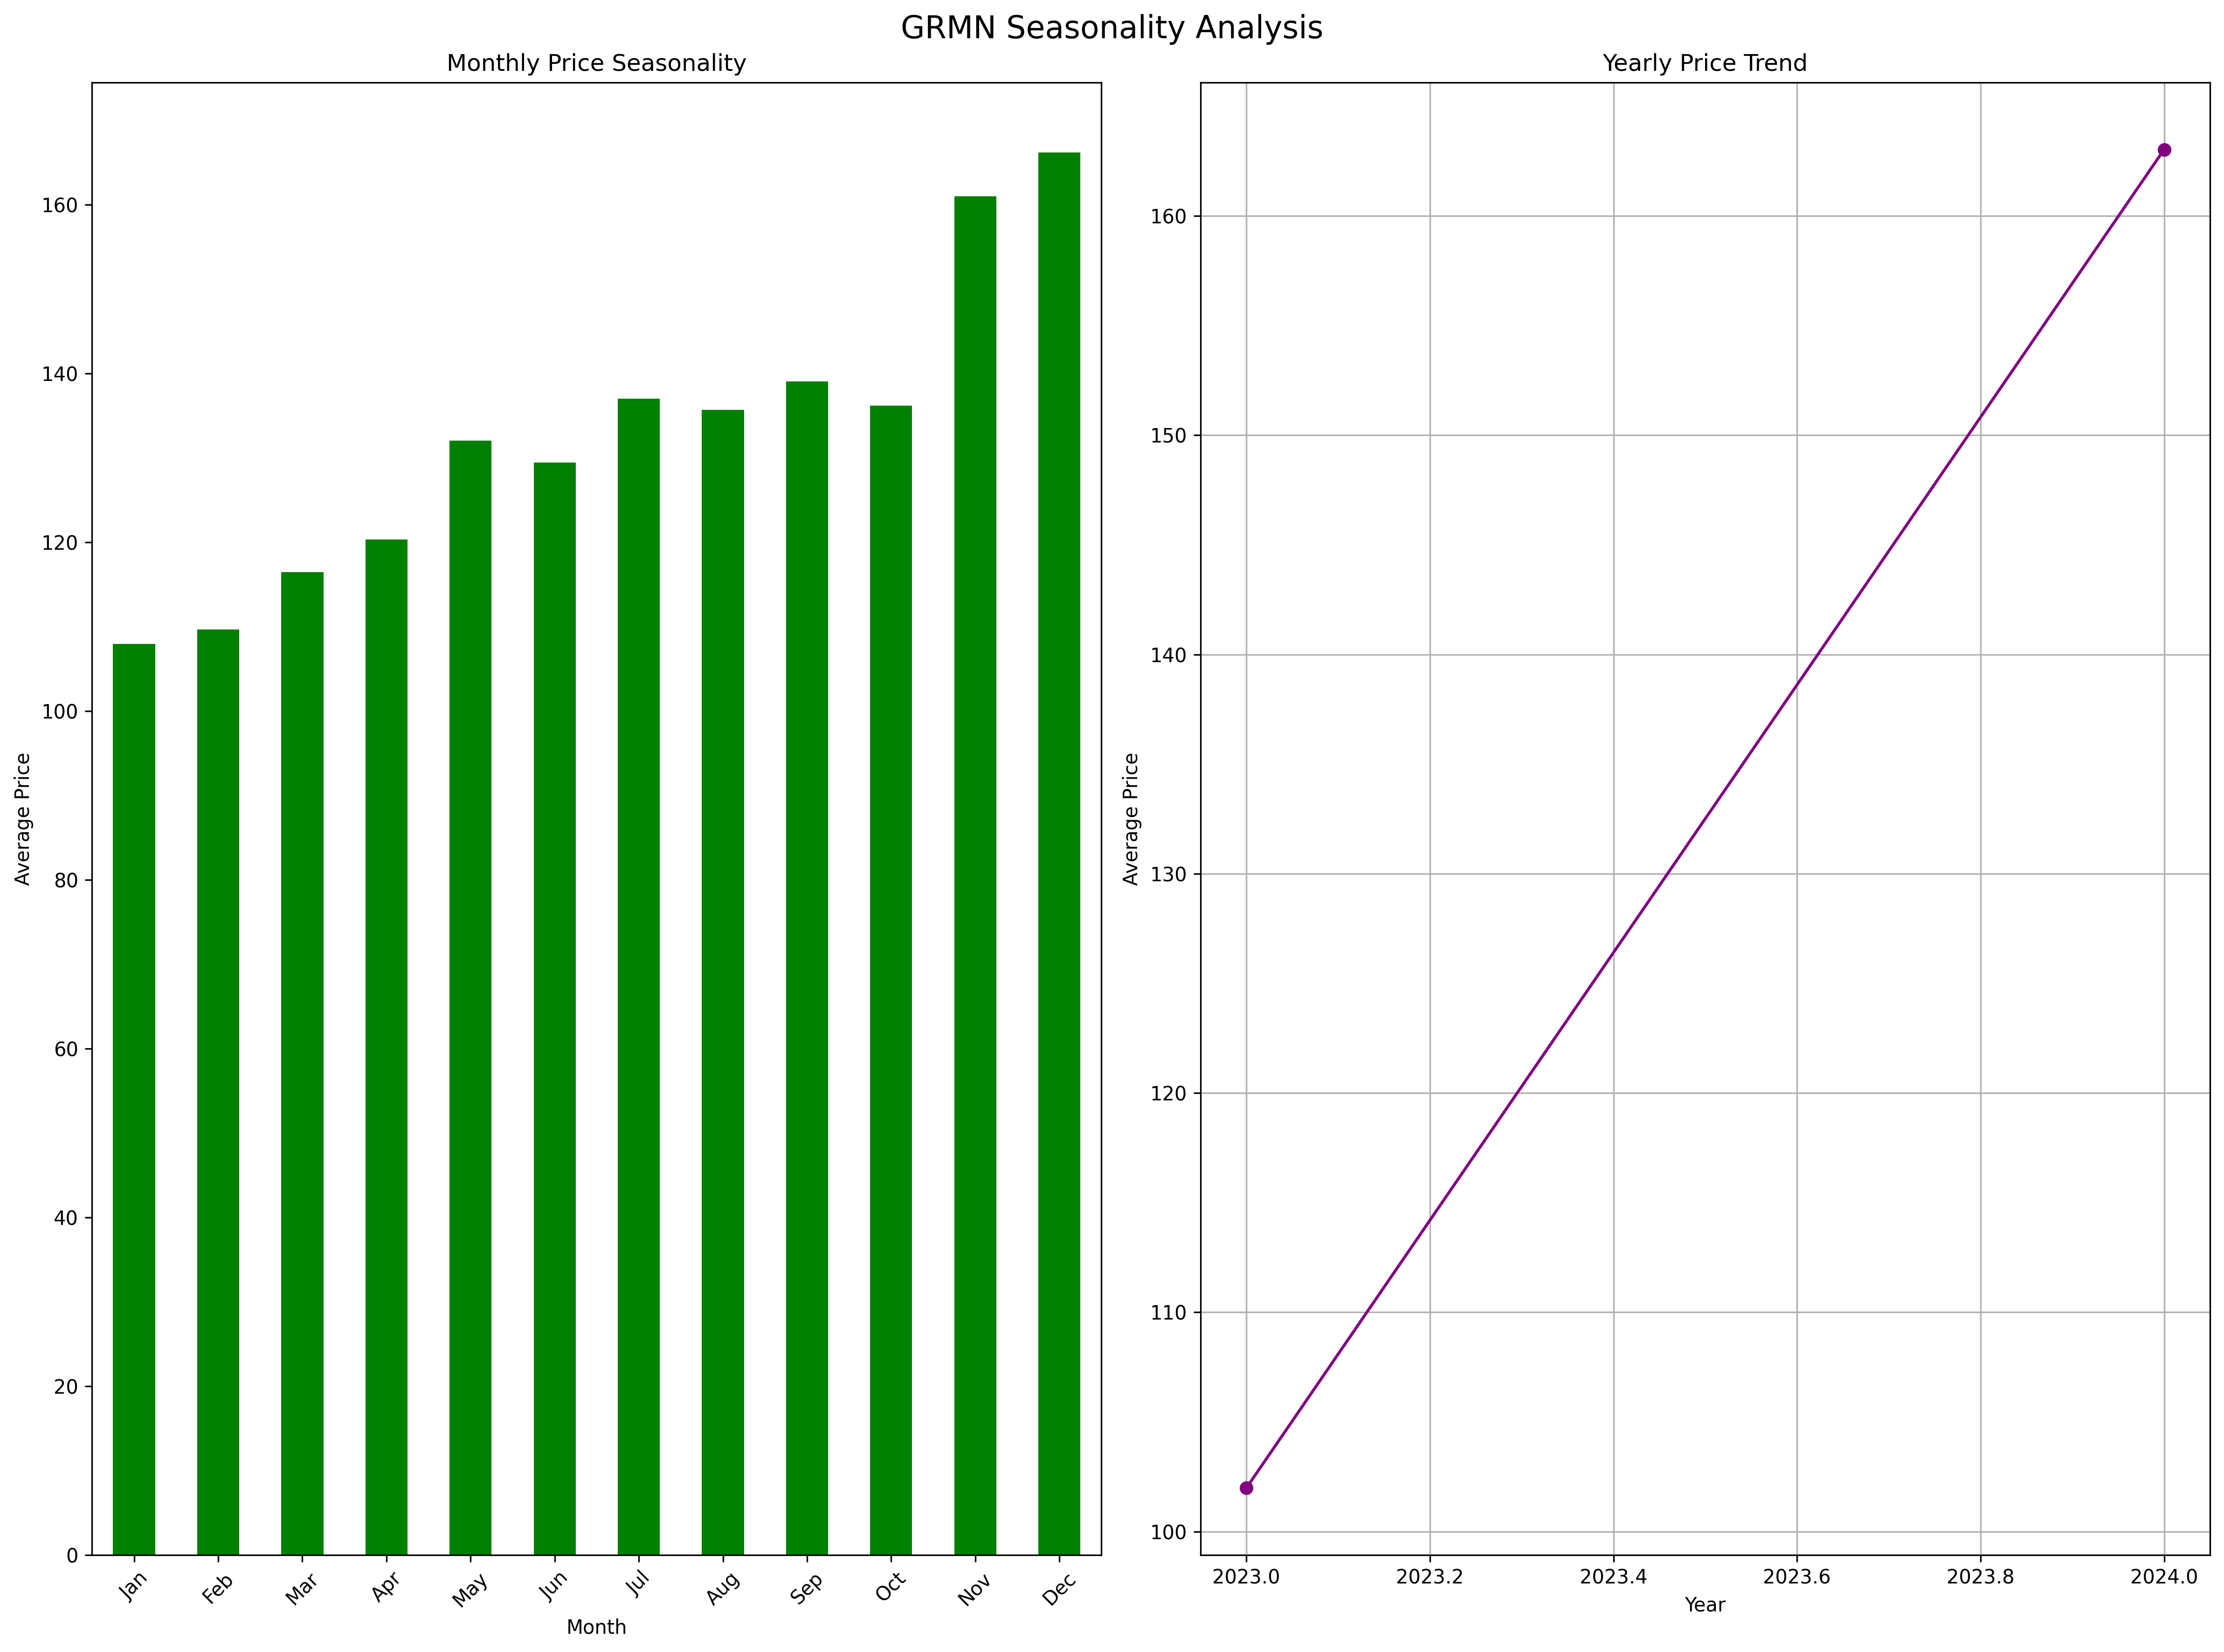 GRMN Seasonality Analysis
Monthly Price Seasonality
Average Price
160
140
120
100
80
60
40
20
0
Jan
Feb
Mar
Apr
May
Jun
Jul
Aug
Sep
Oct
Nov
Dec
Month
Yearly Price Trend
Average Price
160
150
140
130
120
110
100
2023.0
2023.2
2023.4
2023.6
2023.8
2024.0
Year